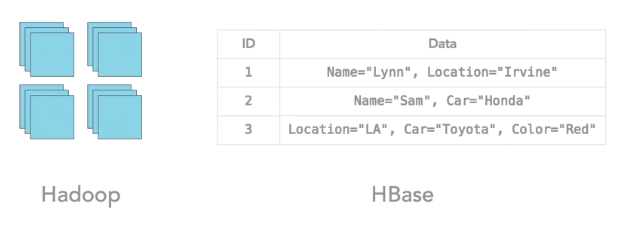 ID Data
1 Name="Lynn", Location="Irvine"
2 Name="Sam", Car="Honda"
3 Location="LA", Car="Toyota", Color="Red"
Hadoop HBase